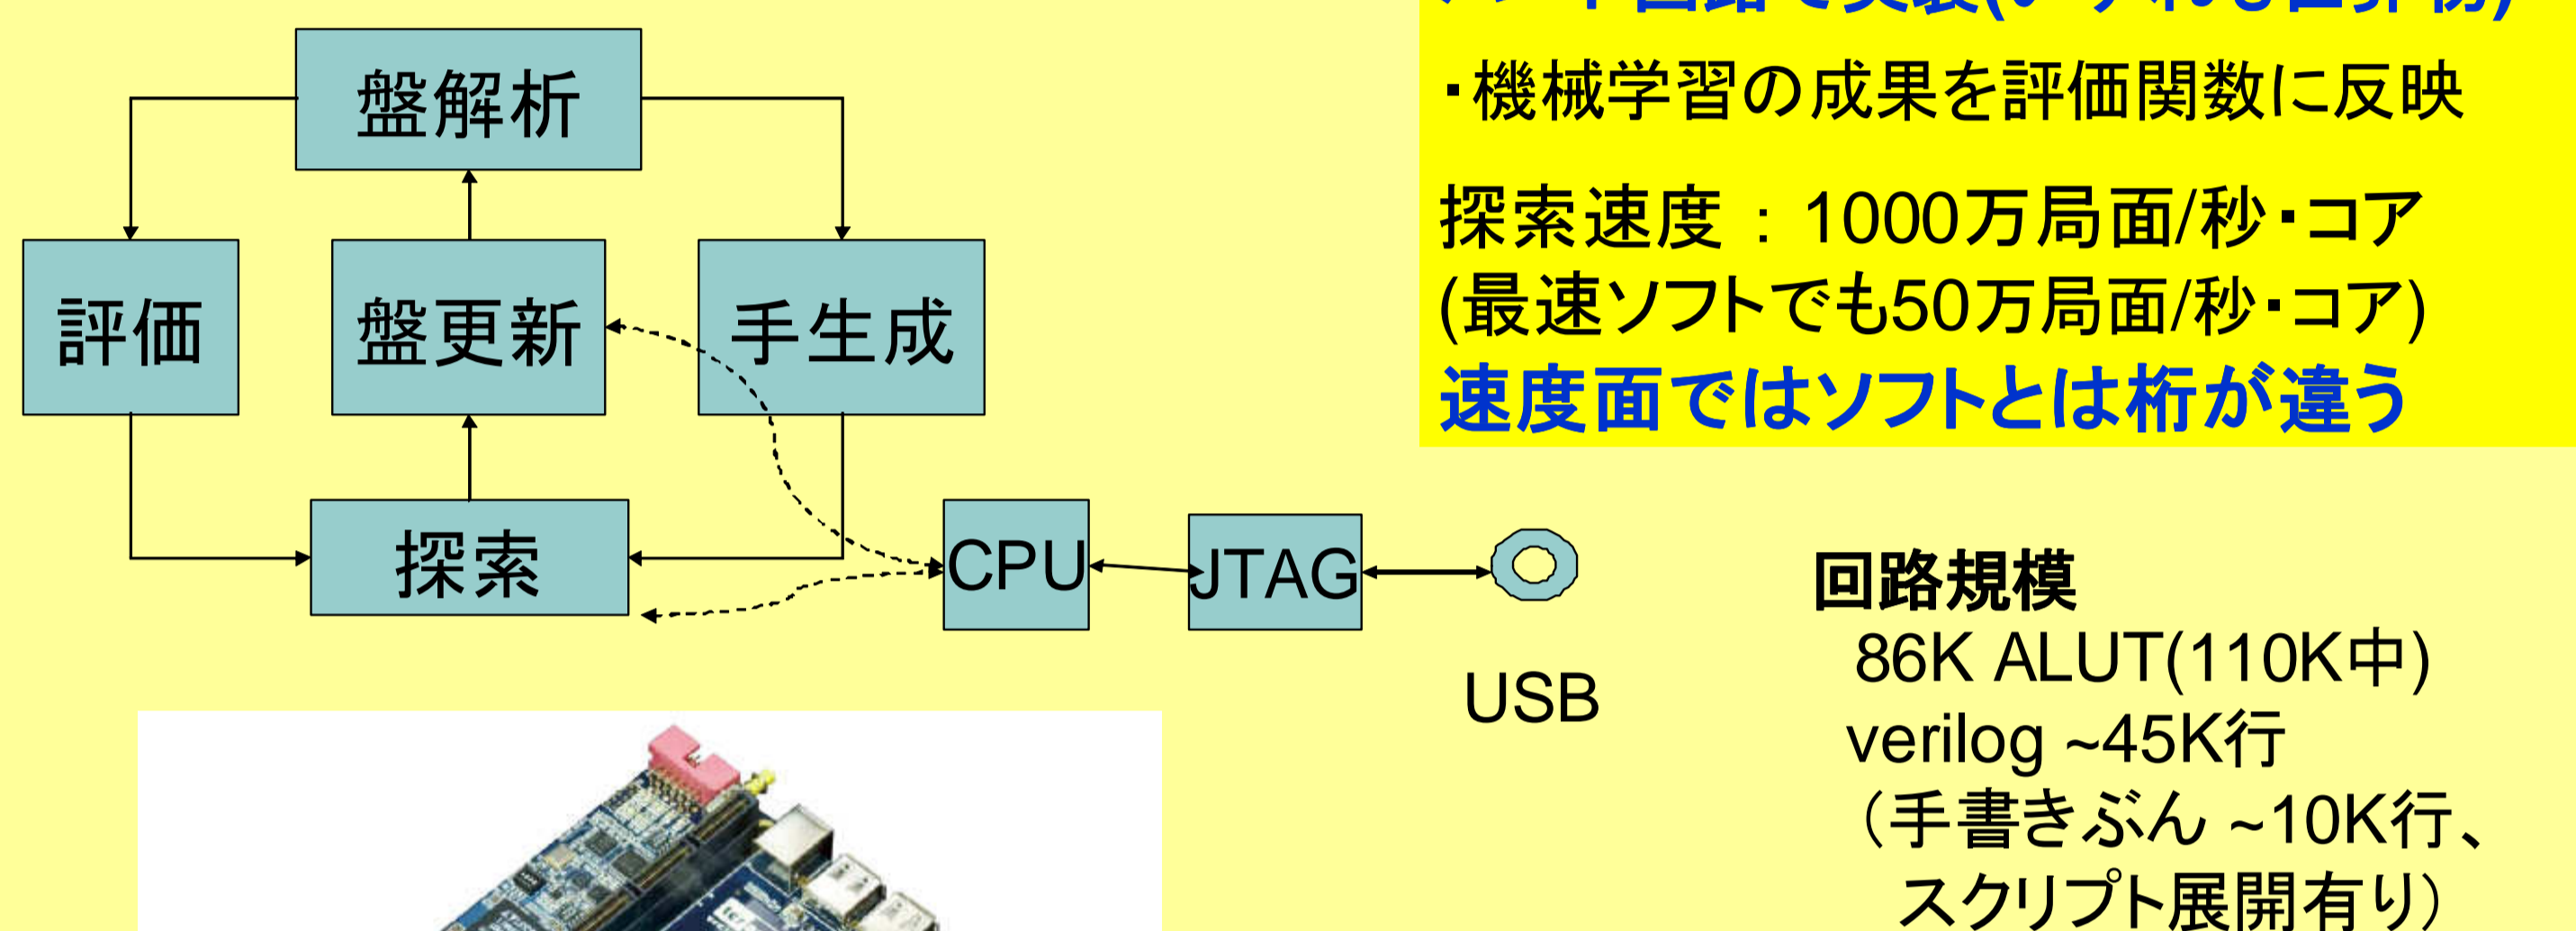 盤解析
評価
盤更新
手生成
探索
CPU
JTAG
USB
・機械学習の成果を評価関数に反映
探索速度：1000万局面/秒・コア
(最速ソフトでも50万局面/秒・コア)
速度面ではソフトとは桁が違う
回路規模
86K ALUT(110K中)
verilog ~45K行
（手書きぶん ~10K行、
スクリプト展開有り）